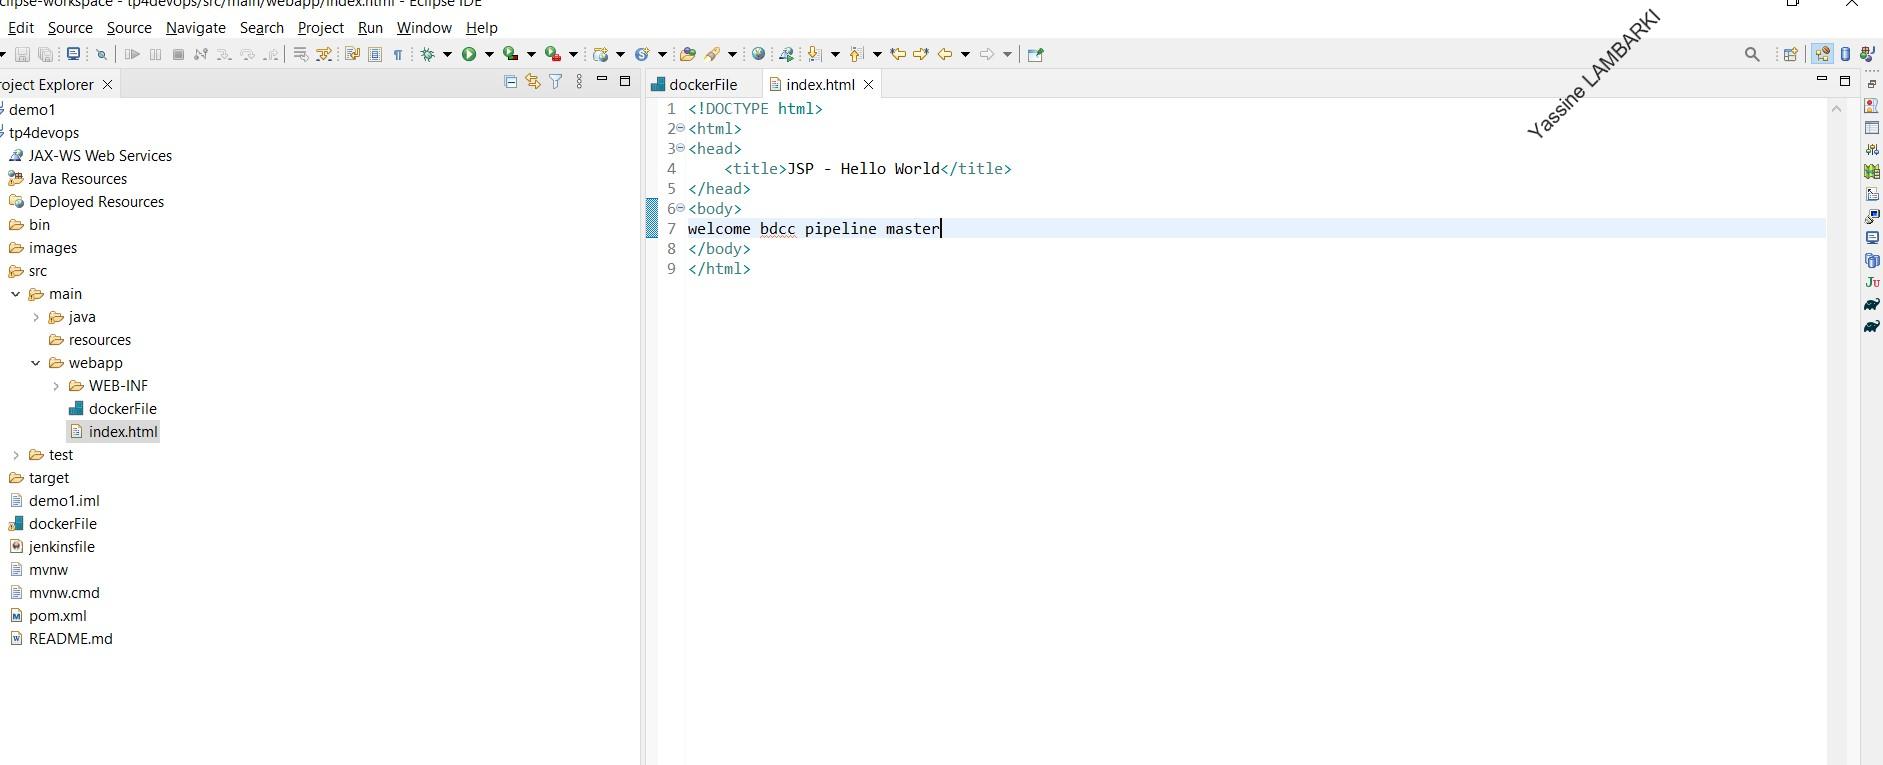 clipse-workspace - tp4devops/src/main/webapp/index.html - Eclipse IDE
Edit Source Source Navigate Search Project Run Window Help
roject Explorer
dockerFile index.html
demo1
tp4devops
JAX-WS Web Services
Java Resources
Deployed Resources
bin
images
src
main
java
resources
webapp
WEB-INF
dockerFile
index.html
test
target
demo1.iml
dockerFile
jenkinsfile
mvnw
mvnw.cmd
pom.xml
README.md
1 <!DOCTYPE html>
2 <html>
3 <head>
4 <title>JSP - Hello World</title>
5 </head>
6 <body>
7 welcome bdcc pipeline master
8 </body>
9 </html>
Yassine LAMBARKI
Ju